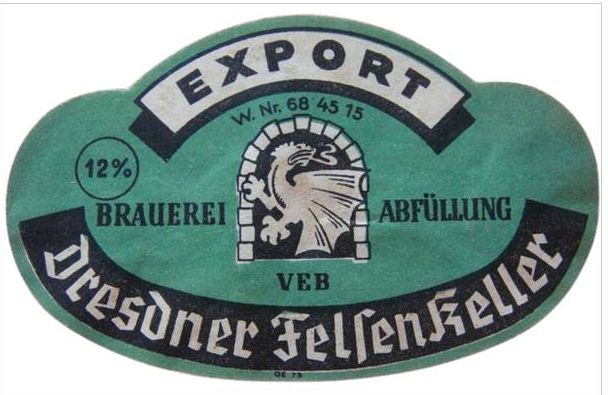 EXPORT
W. Nr. 68 45 15
12%
BRAUEREI ABFÜLLUNG
VEB
Dresdner Felſenkeller